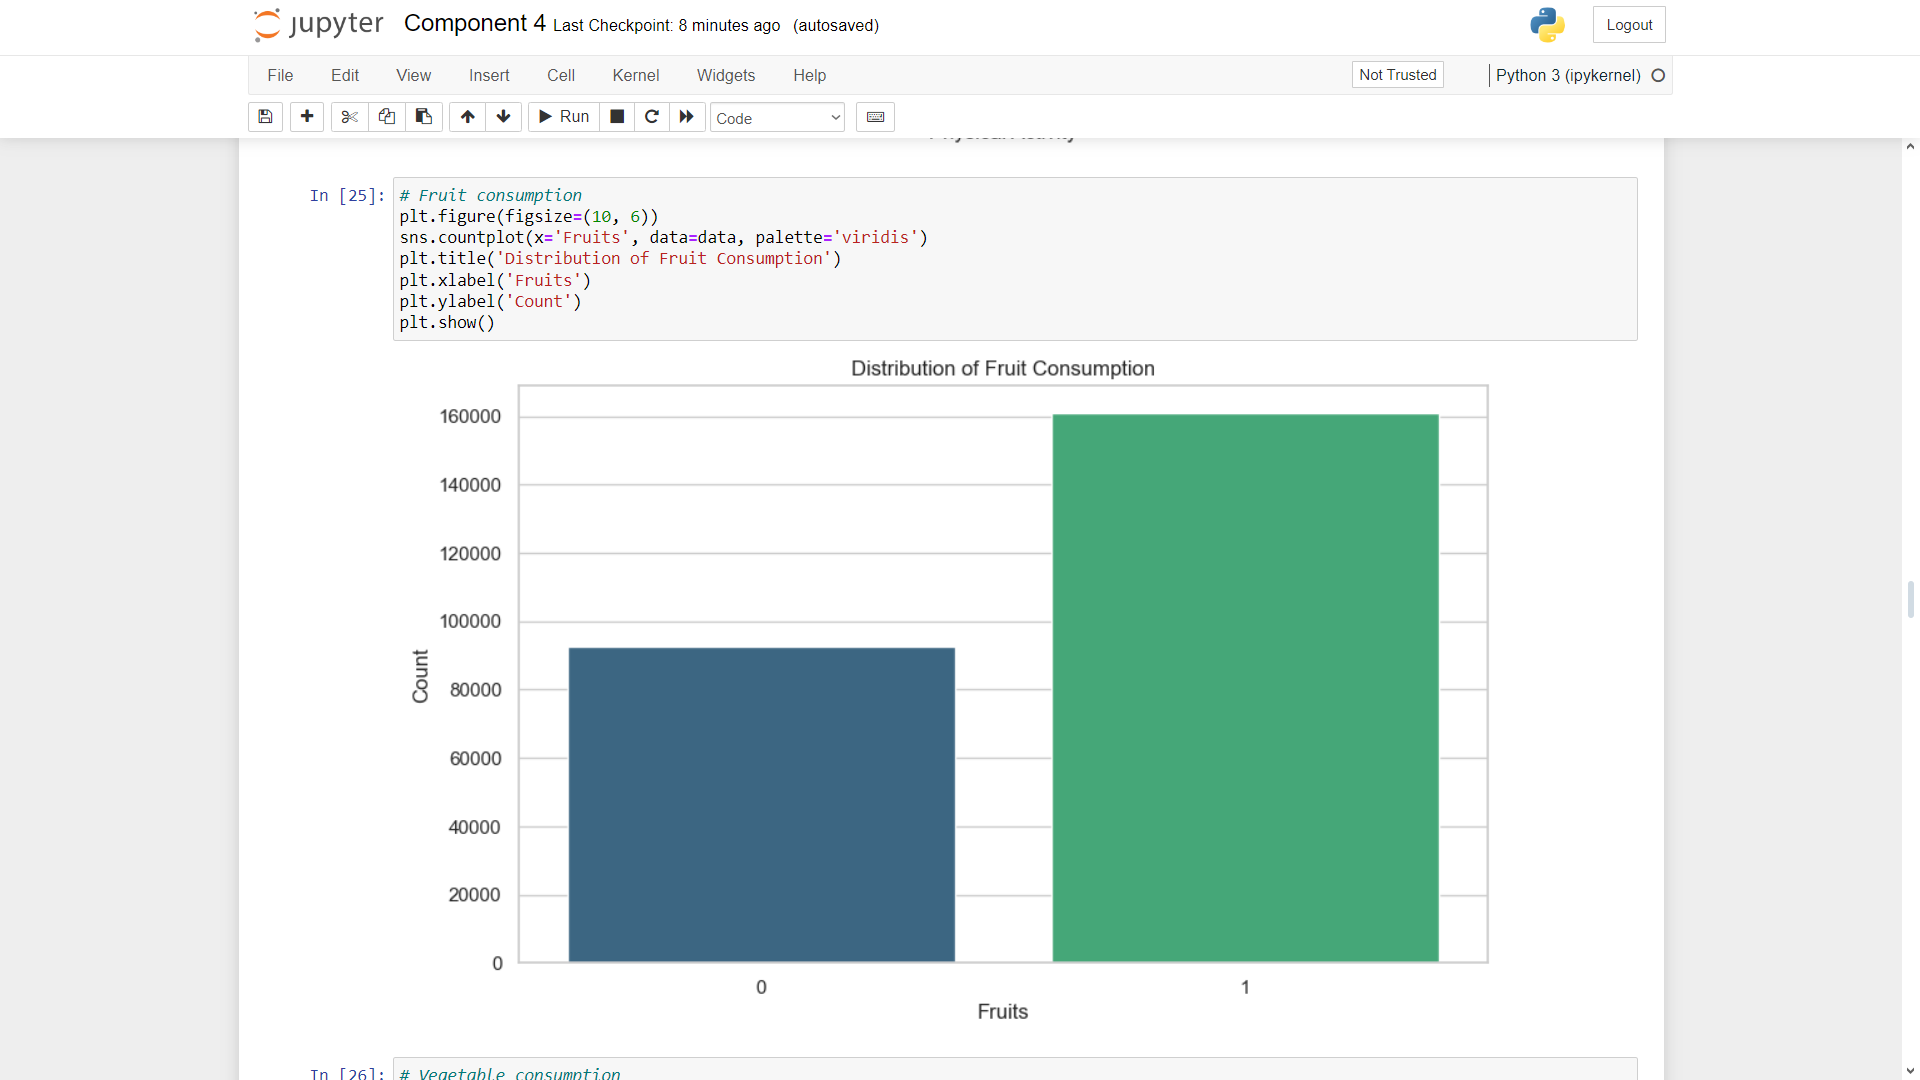 jupyter Component 4 Last Checkpoint: 8 minutes ago (autosaved) Logout
File Edit View Insert Cell Kernel Widgets Help Not Trusted Python 3 (ipykernel)
Run Code
In [25]: # Fruit consumption
plt.figure(figsize=(10, 6))
sns.countplot(x='Fruits', data=data, palette='viridis')
plt.title('Distribution of Fruit Consumption')
plt.xlabel('Fruits')
plt.ylabel('Count')
plt.show()
Distribution of Fruit Consumption
160000
140000
120000
100000
80000
60000
40000
20000
0
Count
0 1
Fruits
In [26]: # Vegetable consumption